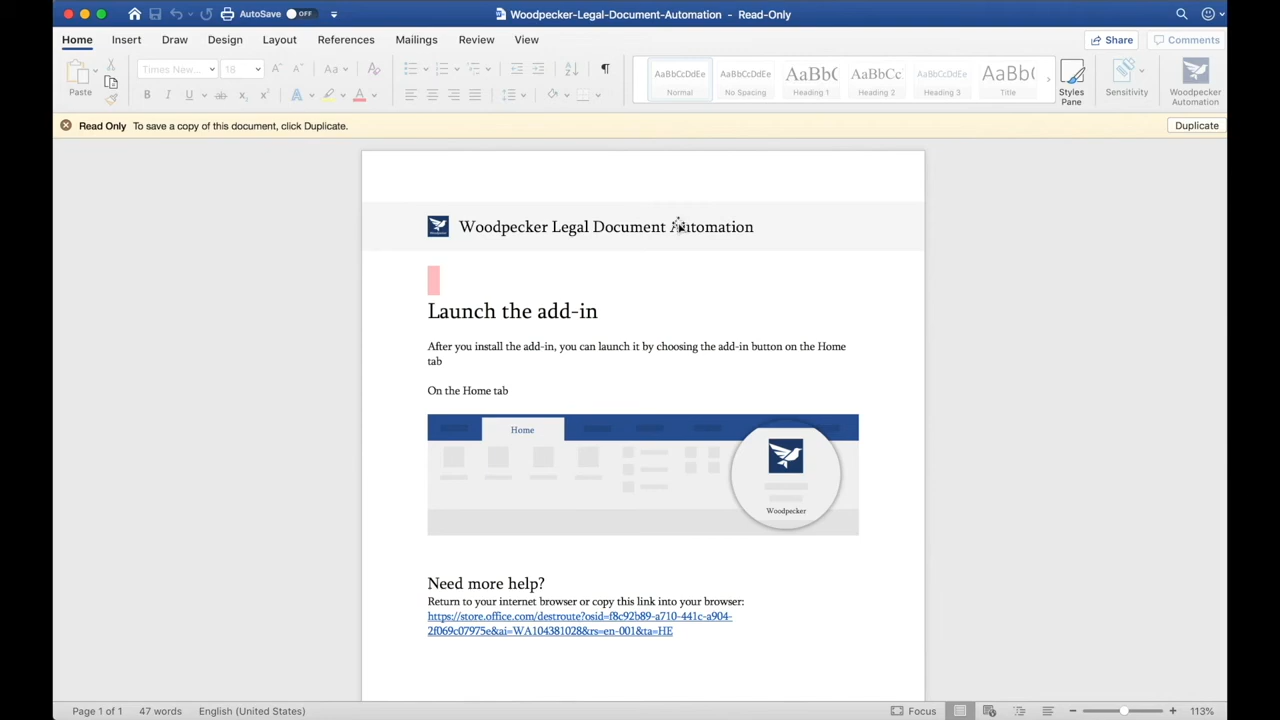 AutoSave OFF
Woodpecker-Legal-Document-Automation - Read-Only
Home Insert Draw Design Layout References Mailings Review View Share Comments
Paste
Times New... 18
AaBbCcDdEe Normal
AaBbCcDdEe No Spacing
AaBbC Heading 1
AaBbCc Heading 2
AaBbCcDdEe Heading 3
AaBb( Title
Styles Pane
Sensitivity
Woodpecker Automation
Read Only To save a copy of this document, click Duplicate. Duplicate
Woodpecker Legal Document Automation
Launch the add-in
After you install the add-in, you can launch it by choosing the add-in button on the Home
tab
On the Home tab
Home
Woodpecker
Need more help?
Return to your internet browser or copy this link into your browser:
https://store.office.com/destroute?osid=f8c92b89-a710-441c-a904-
2f069c07975e&ai=WA104381028&rs=en-001&ta=HE
Page 1 of 1 47 words English (United States) Focus 113%